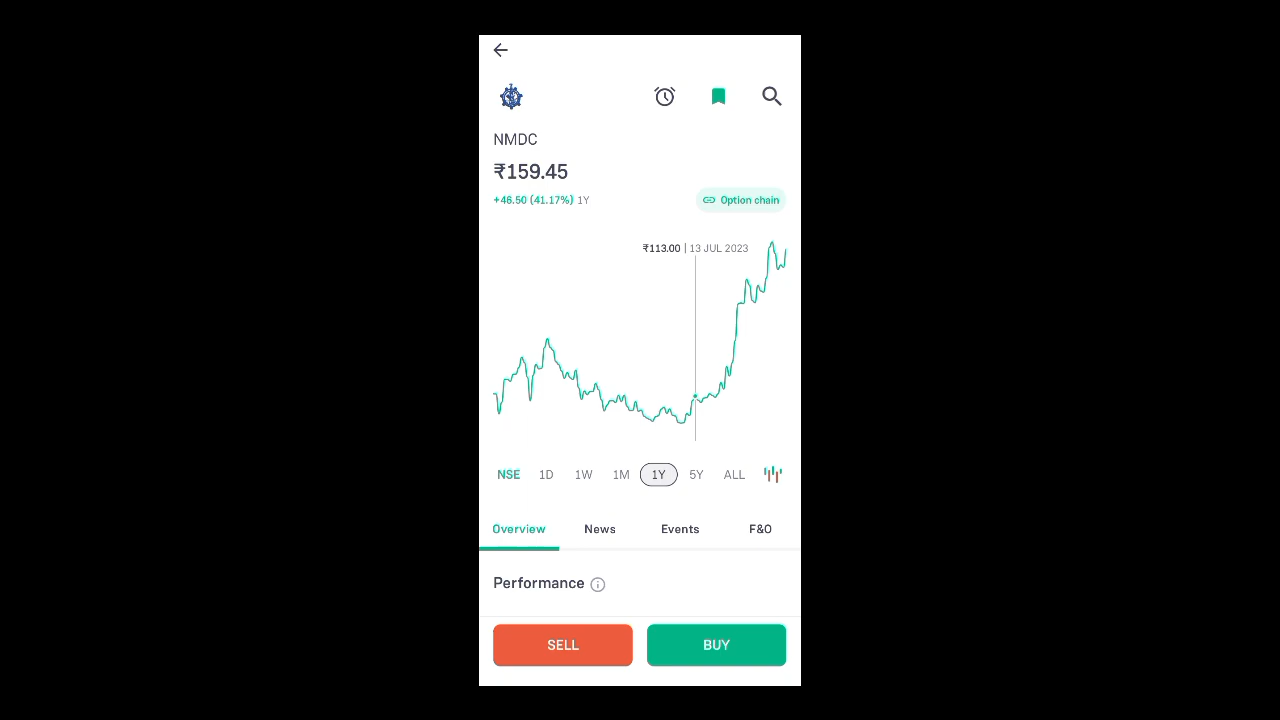 NMDC
₹159.45
+46.50 (41.17%) 1Y
Option chain
₹113.00 | 13 JUL 2023
NSE 1D 1W 1M 1Y 5Y ALL
Overview News Events F&O
Performance
SELL BUY